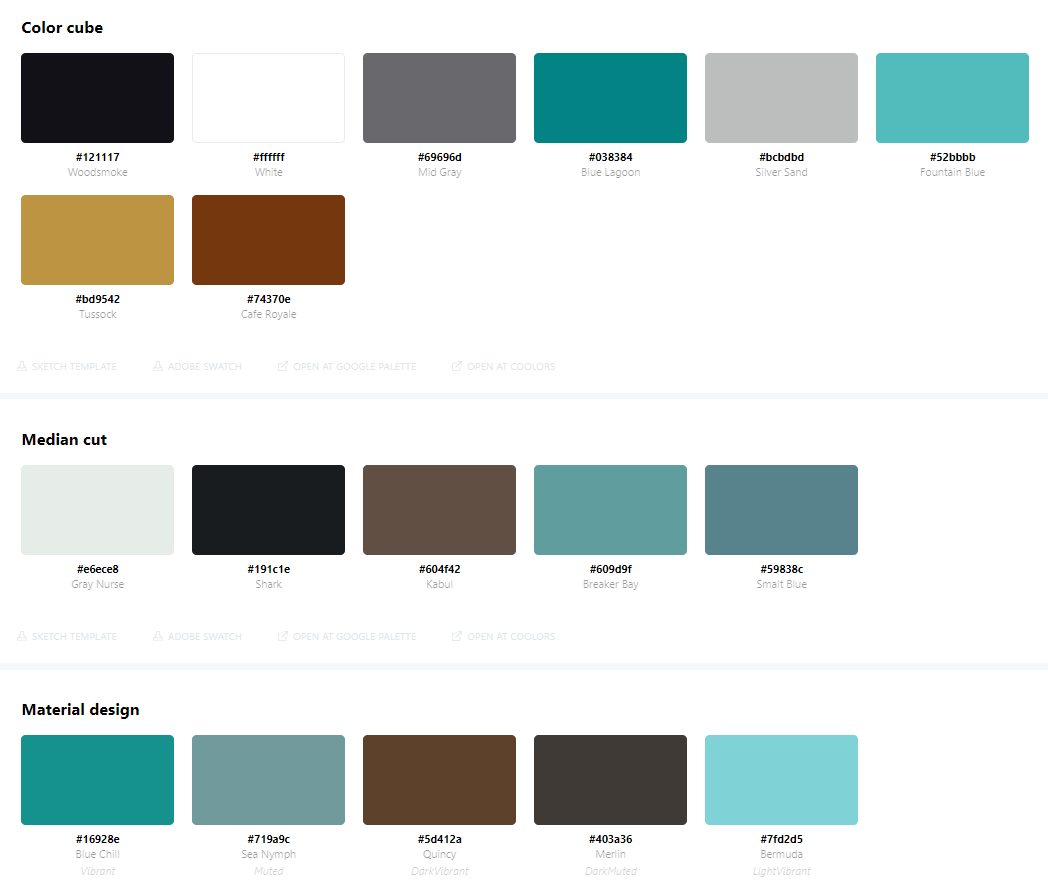 Color cube
#121117 #ffffff #69696d #038384 #bcbdbd #52bbbb
Woodsmoke White Mid Gray Blue Lagoon Silver Sand Fountain Blue
#bd9542 #74370e
Tussock Cafe Royale
SKETCH TEMPLATE ADOBE SWATCH OPEN AT GOOGLE PALETTE OPEN AT COOLORS
Median cut
#e6ece8 #191c1e #604f42 #609d9f #59838c
Gray Nurse Shark Kabul Breaker Bay Smalt Blue
SKETCH TEMPLATE ADOBE SWATCH OPEN AT GOOGLE PALETTE OPEN AT COOLORS
Material design
#16928e #719a9c #5d412a #403a36 #7fd2d5
Blue Chill Sea Nymph Quincy Merlin Bermuda
Vibrant Muted DarkVibrant DarkMuted LightVibrant